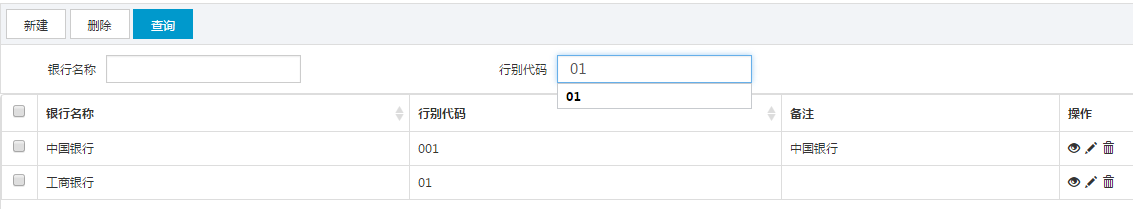 新建 删除 查询
银行名称 行别代码 01
01
银行名称 行别代码 备注 操作
中国银行 001 中国银行
工商银行 01